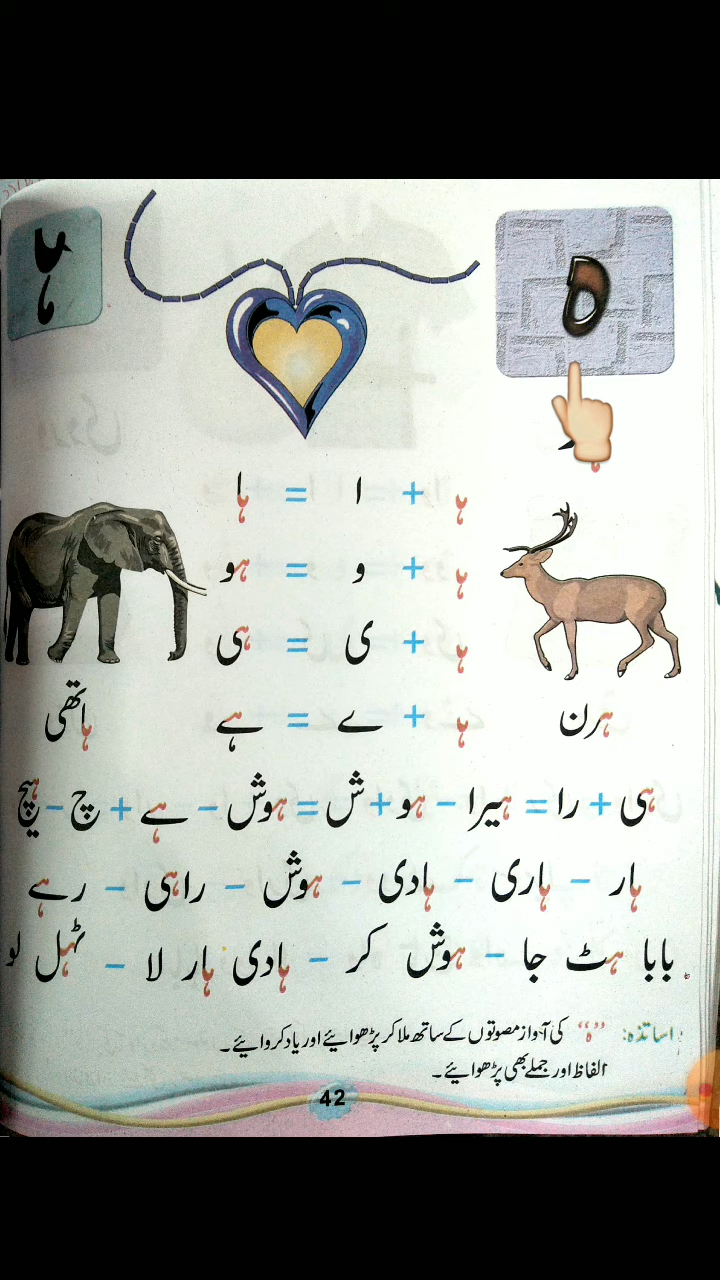 ہ
ہار
ہ + ا = ہا
ہ + و = ہو
ہ + ی = ہی
ہ + ے = ہے
ہرن
ہاتھی
ہی + را = ہیرا - ہو + ش = ہوش - ہے + چ - ہیچ
ہار - ہاری - ہادی - ہوش - راہی - رہے
بابا ہٹ جا - ہوش کر - ہادی ہار لا - ٹہل لو
اساتذہ: "ہ" کی آواز مصوتوں کے ساتھ ملا کر پڑھوایئے اور یاد کروایئے۔
الفاظ اور جملے بھی پڑھوایئے۔
42